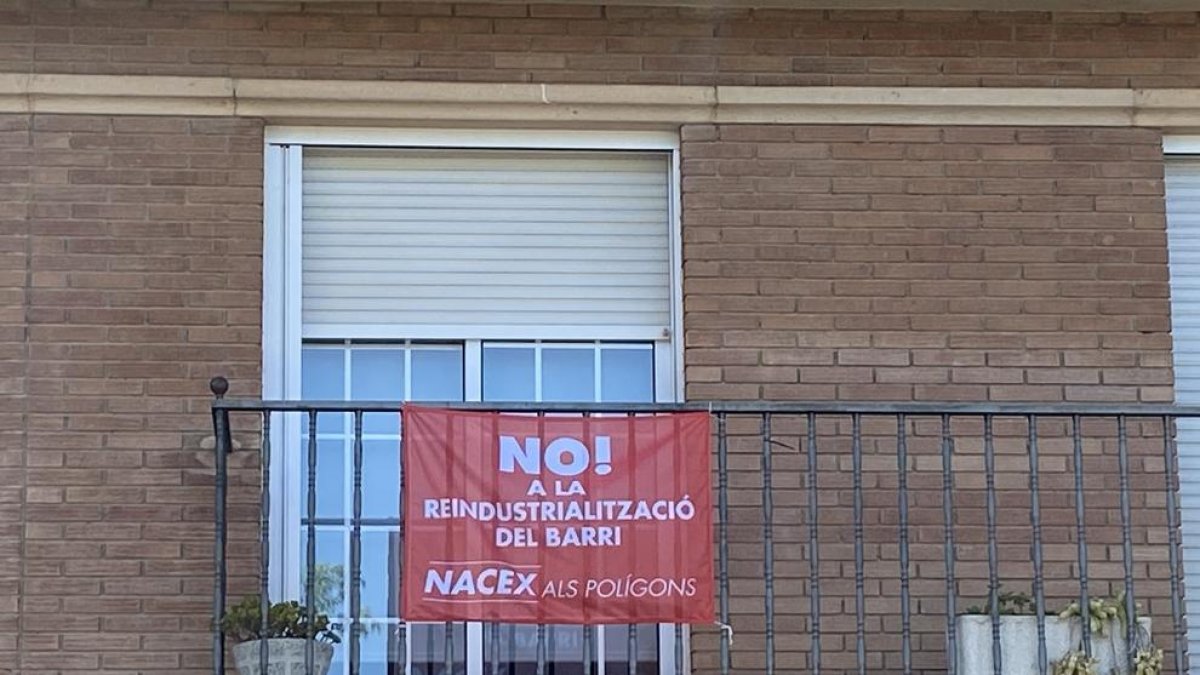 NO!
A LA
REINDUSTRIALITZACIÓ
DEL BARRI
NACEX ALS POLÍGONS